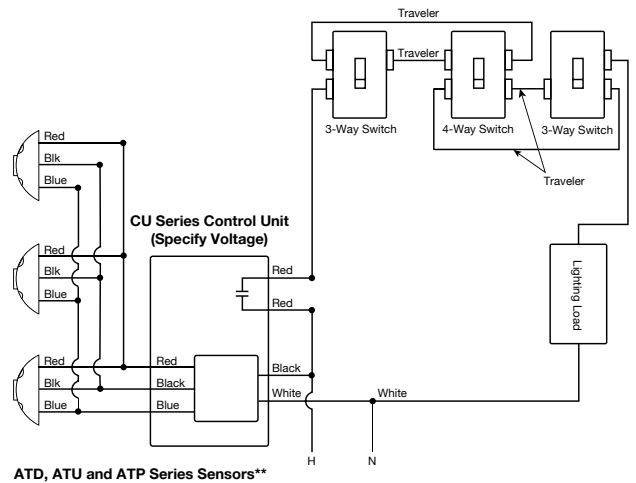 Traveler
Traveler
3-Way Switch
4-Way Switch
3-Way Switch
Traveler
Red
Blk
Blue
CU Series Control Unit
(Specify Voltage)
Red
Red
Red
Blk
Blue
Lighting Load
Red
Blk
Blue
Red
Black
Blue
Black
White
White
H
N
ATD, ATU and ATP Series Sensors**